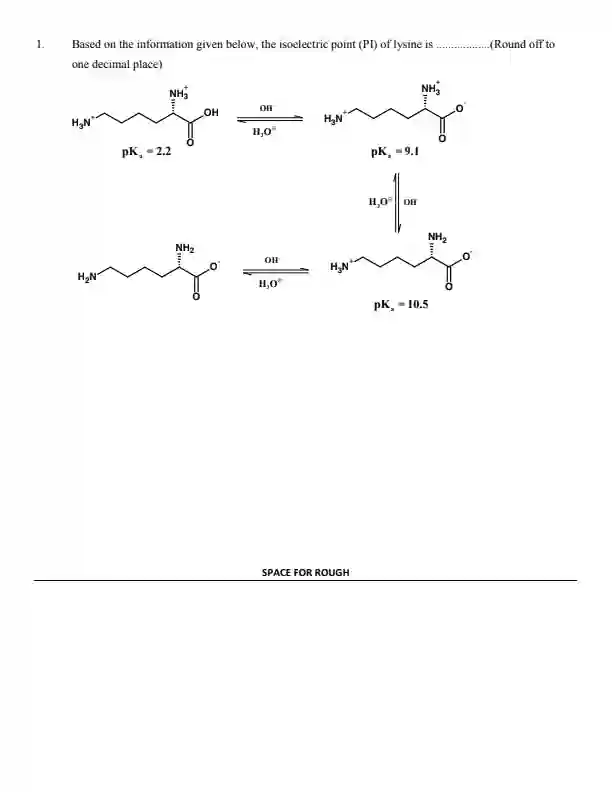 1. Based on the information given below, the isoelectric point (PI) of lysine is ..................(Round off to
one decimal place)
NH3+
H3N+
OH
O
pKa = 2.2
OH
H3O⊕
NH3+
H3N+
O-
O
pKa = 9.1
H3O⊕ OH
NH2
H2N
O-
O
OH
H3O⊕
NH2
H3N+
O-
O
pKa = 10.5
SPACE FOR ROUGH